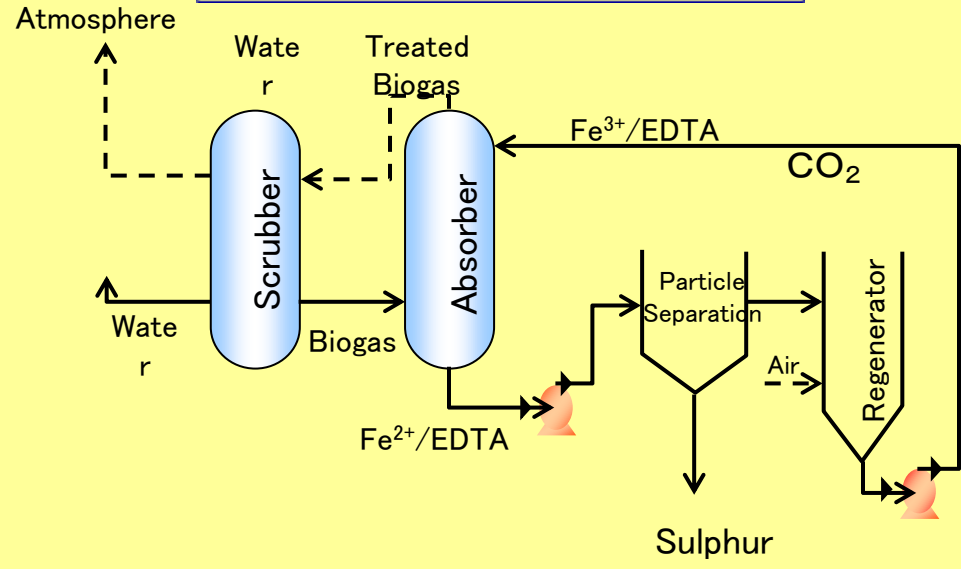 Atmosphere
Wate
r
Treated
Biogas
Fe³⁺/EDTA
CO₂
Scrubber
Absorber
Particle
Separation
Regenerator
Wate
r
Biogas
Air
Fe²⁺/EDTA
Sulphur